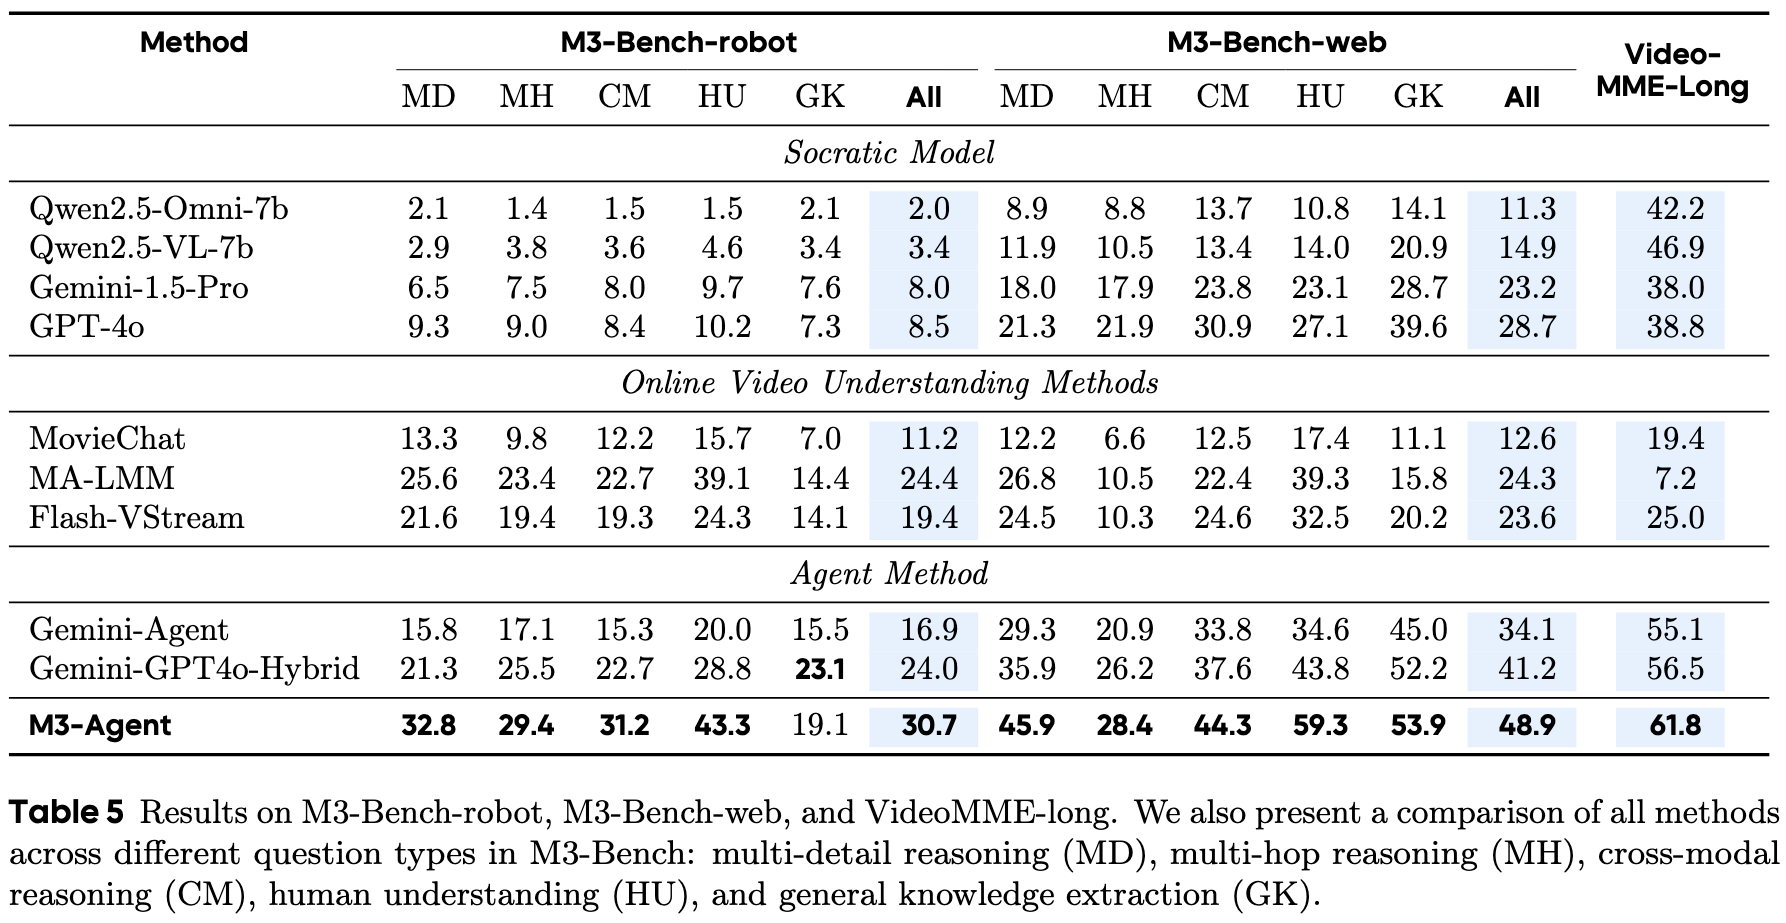 Method M3-Bench-robot M3-Bench-web Video-MME-Long
MD MH CM HU GK All MD MH CM HU GK All
Socratic Model
Qwen2.5-Omni-7b 2.1 1.4 1.5 1.5 2.1 2.0 8.9 8.8 13.7 10.8 14.1 11.3 42.2
Qwen2.5-VL-7b 2.9 3.8 3.6 4.6 3.4 3.4 11.9 10.5 13.4 14.0 20.9 14.9 46.9
Gemini-1.5-Pro 6.5 7.5 8.0 9.7 7.6 8.0 18.0 17.9 23.8 23.1 28.7 23.2 38.0
GPT-4o 9.3 9.0 8.4 10.2 7.3 8.5 21.3 21.9 30.9 27.1 39.6 28.7 38.8
Online Video Understanding Methods
MovieChat 13.3 9.8 12.2 15.7 7.0 11.2 12.2 6.6 12.5 17.4 11.1 12.6 19.4
MA-LMM 25.6 23.4 22.7 39.1 14.4 24.4 26.8 10.5 22.4 39.3 15.8 24.3 7.2
Flash-VStream 21.6 19.4 19.3 24.3 14.1 19.4 24.5 10.3 24.6 32.5 20.2 23.6 25.0
Agent Method
Gemini-Agent 15.8 17.1 15.3 20.0 15.5 16.9 29.3 20.9 33.8 34.6 45.0 34.1 55.1
Gemini-GPT4o-Hybrid 21.3 25.5 22.7 28.8 23.1 24.0 35.9 26.2 37.6 43.8 52.2 41.2 56.5
M3-Agent 32.8 29.4 31.2 43.3 19.1 30.7 45.9 28.4 44.3 59.3 53.9 48.9 61.8
Table 5 Results on M3-Bench-robot, M3-Bench-web, and VideoMME-long. We also present a comparison of all methods
across different question types in M3-Bench: multi-detail reasoning (MD), multi-hop reasoning (MH), cross-modal
reasoning (CM), human understanding (HU), and general knowledge extraction (GK).